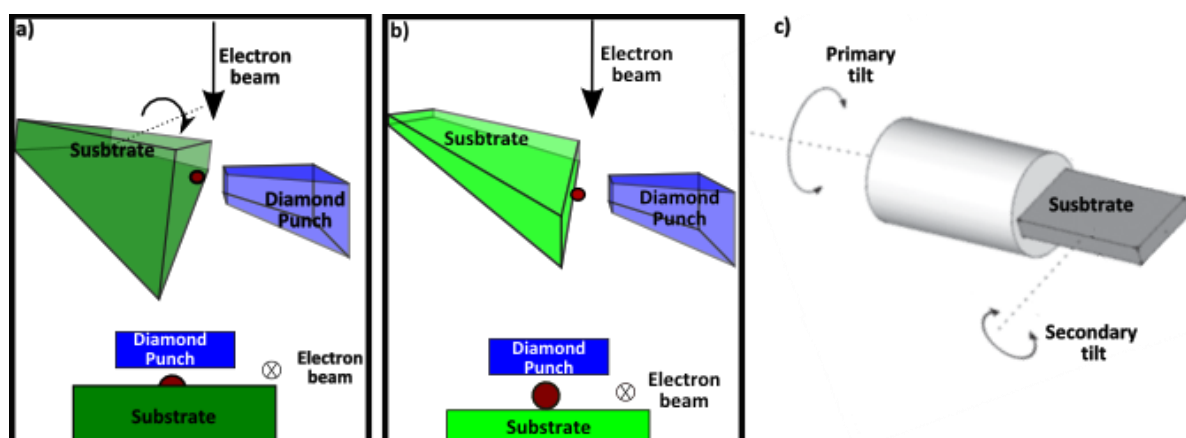 a)
Electron
beam
Susbtrate
Diamond
Punch
Diamond
Punch
Electron
beam
Substrate
b)
Electron
beam
Susbtrate
Diamond
Punch
Diamond
Punch
Electron
beam
Substrate
c)
Primary
tilt
Susbtrate
Secondary
tilt